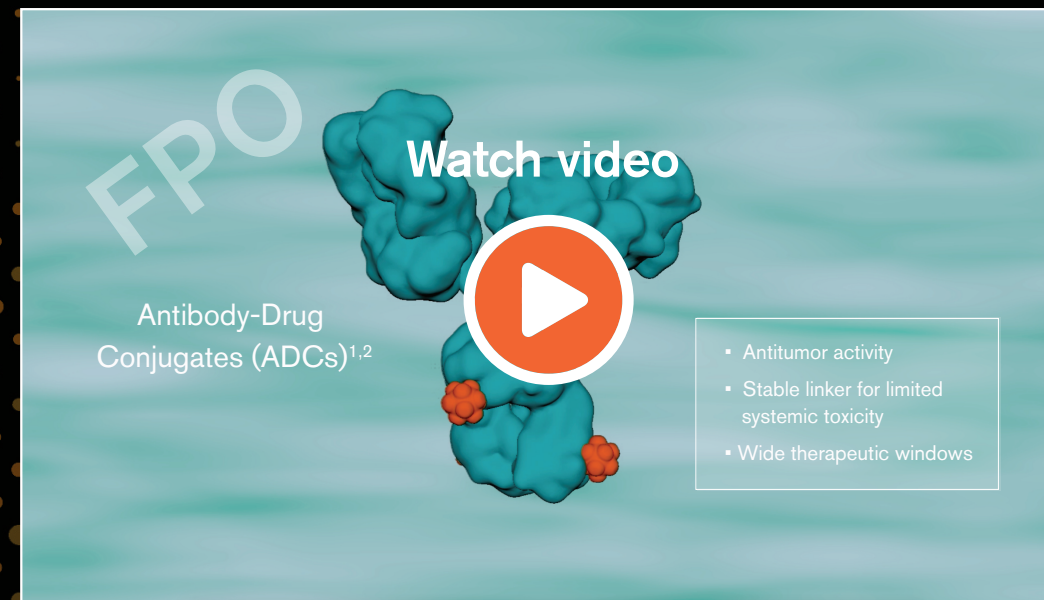 FPO
Watch video
Antibody-Drug
Conjugates (ADCs)1,2
▪ Antitumor activity
▪ Stable linker for limited
systemic toxicity
▪ Wide therapeutic windows